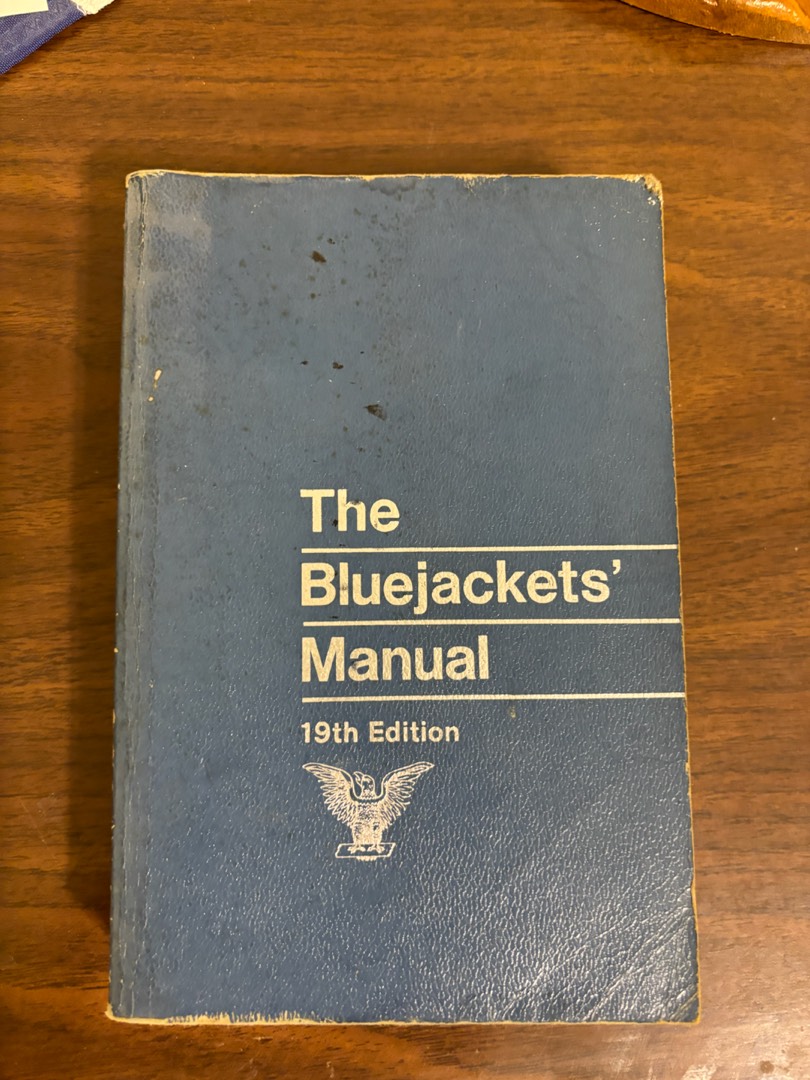 The
Bluejackets’
Manual
19th Edition